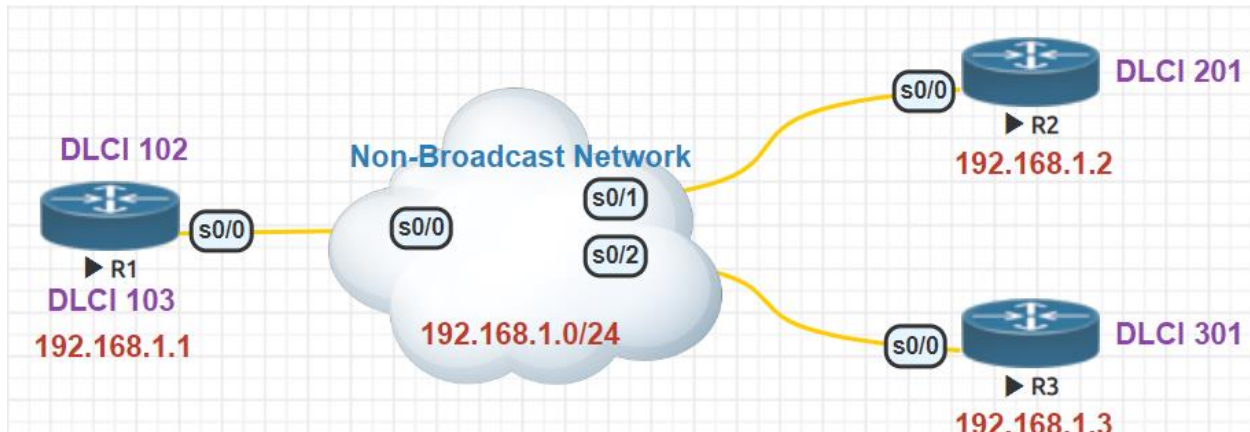 DLCI 102
s0/0
R1
DLCI 103
192.168.1.1
Non-Broadcast Network
s0/0
s0/1
s0/2
192.168.1.0/24
s0/0
DLCI 201
R2
192.168.1.2
s0/0
DLCI 301
R3
192.168.1.3